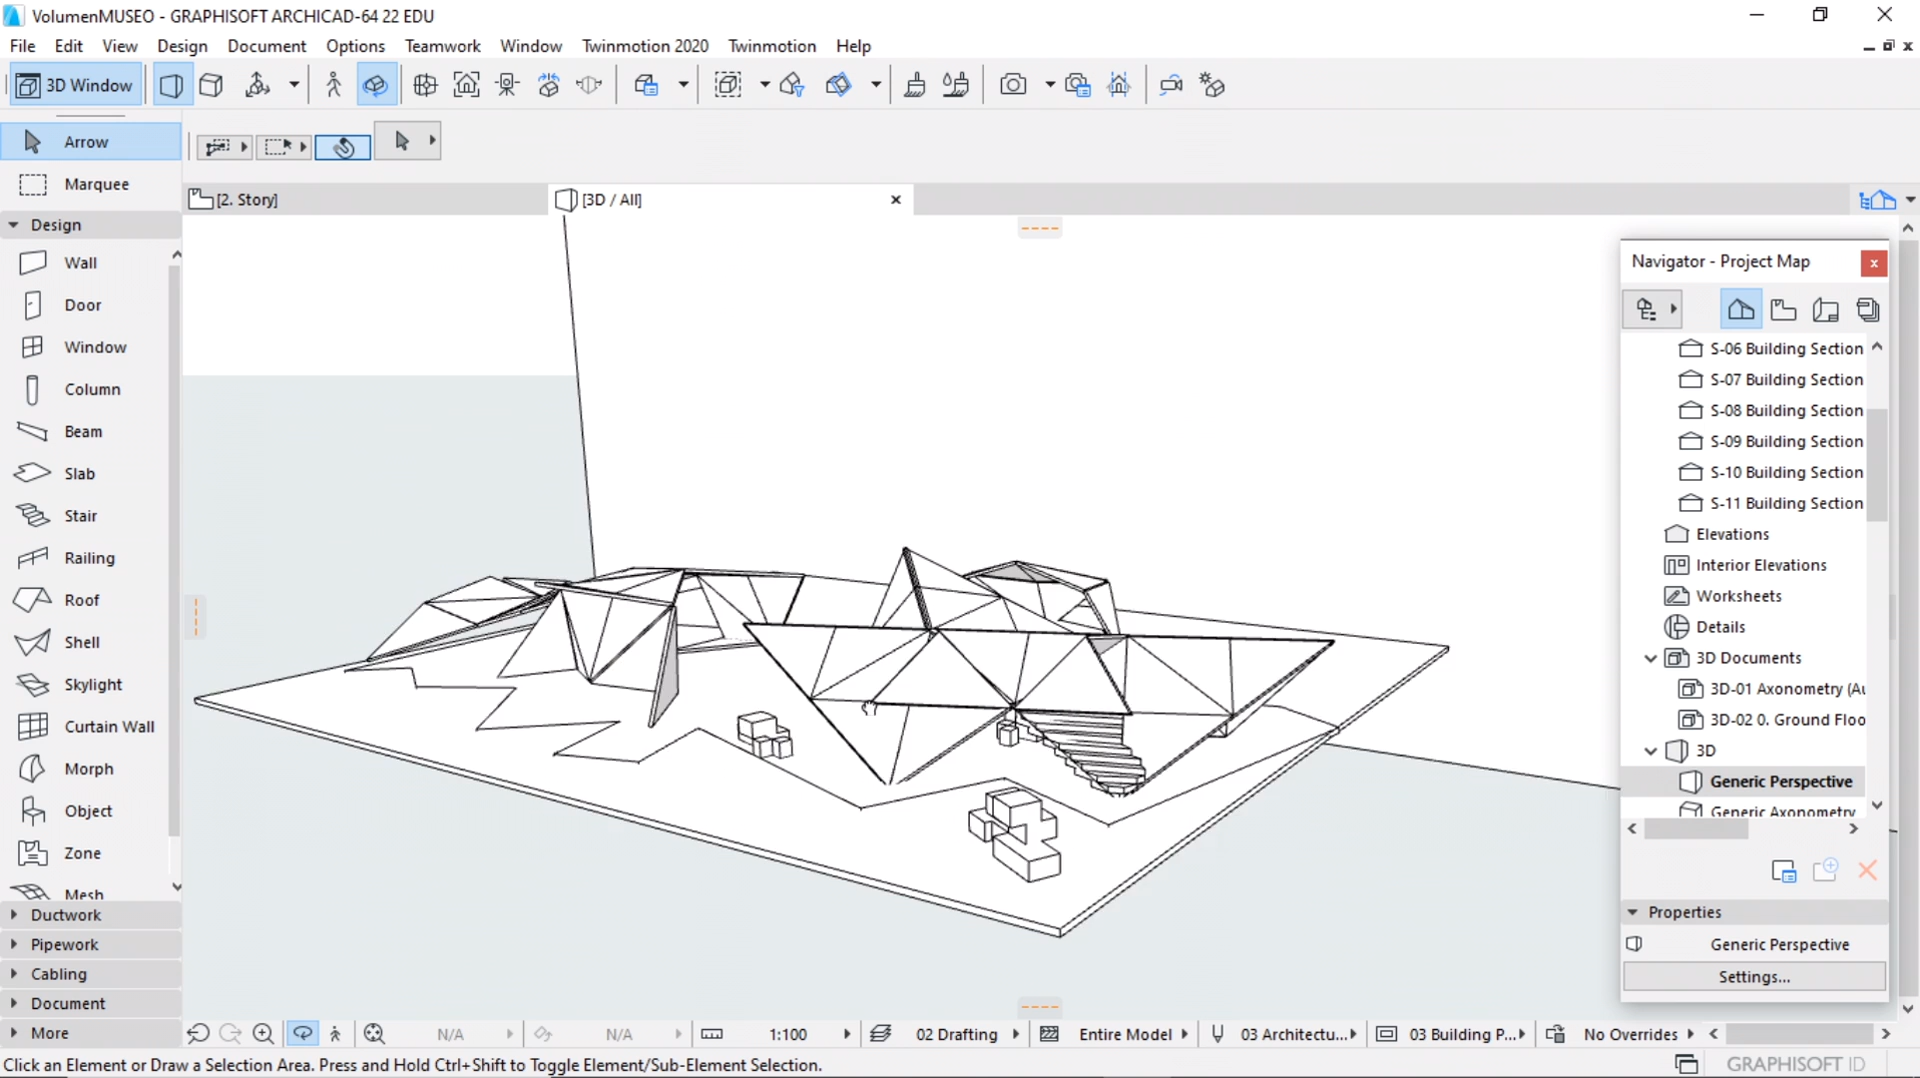 VolumenMUSEO - GRAPHISOFT ARCHICAD-64 22 EDU
File Edit View Design Document Options Teamwork Window Twinmotion 2020 Twinmotion Help
3D Window
Arrow
Marquee
[2. Story]
[3D / All]
Design
Wall
Door
Window
Column
Beam
Slab
Stair
Railing
Roof
Shell
Skylight
Curtain Wall
Morph
Object
Zone
Mesh
Ductwork
Pipework
Cabling
Document
More
Navigator - Project Map
S-06 Building Section
S-07 Building Section
S-08 Building Section
S-09 Building Section
S-10 Building Section
S-11 Building Section
Elevations
Interior Elevations
Worksheets
Details
3D Documents
3D-01 Axonometry (Au
3D-02 0. Ground Floo
3D
Generic Perspective
Generic Axonometry
Properties
Generic Perspective
Settings...
N/A N/A 1:100 02 Drafting Entire Model 03 Architectu... 03 Building P... No Overrides
Click an Element or Draw a Selection Area. Press and Hold Ctrl+Shift to Toggle Element/Sub-Element Selection.
GRAPHISOFT ID